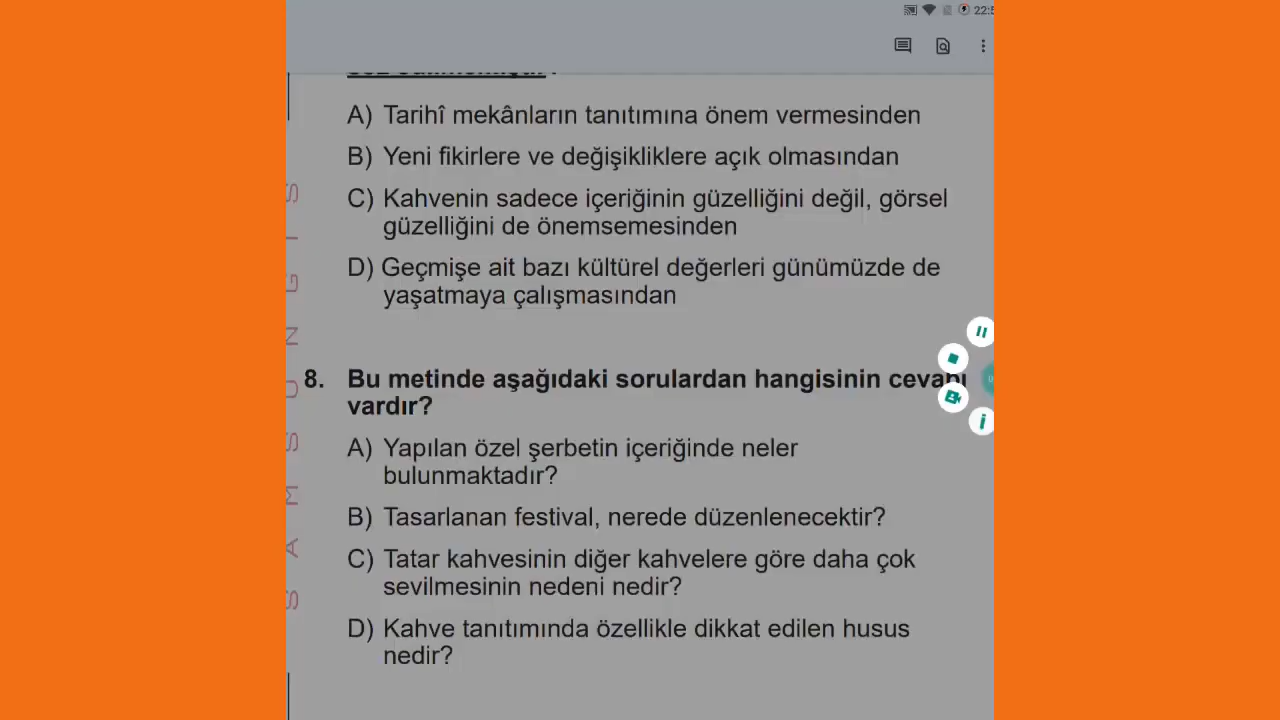 22:5
A) Tarihî mekânların tanıtımına önem vermesinden
B) Yeni fikirlere ve değişikliklere açık olmasından
C) Kahvenin sadece içeriğinin güzelliğini değil, görsel
güzelliğini de önemsemesinden
D) Geçmişe ait bazı kültürel değerleri günümüzde de
yaşatmaya çalışmasından
8. Bu metinde aşağıdaki sorulardan hangisinin cevabı
vardır?
A) Yapılan özel şerbetin içeriğinde neler
bulunmaktadır?
B) Tasarlanan festival, nerede düzenlenecektir?
C) Tatar kahvesinin diğer kahvelere göre daha çok
sevilmesinin nedeni nedir?
D) Kahve tanıtımında özellikle dikkat edilen husus
nedir?
S A M S U N G I S